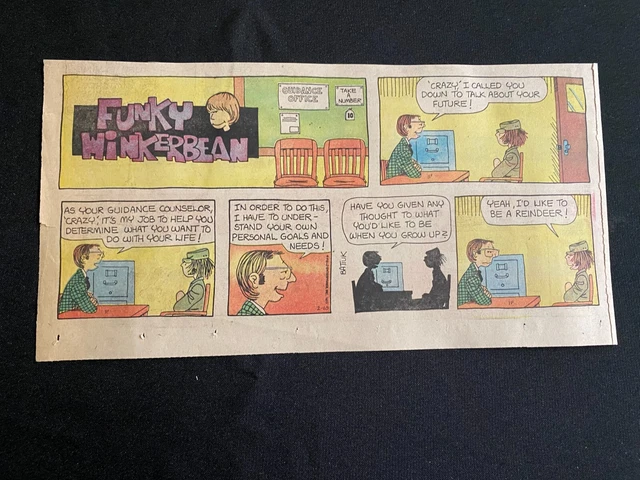 FUNKY
WINKERBEAN
GUIDANCE
OFFICE
TAKE
A
NUMBER
10
"CRAZY," I CALLED YOU
DOWN TO TALK ABOUT YOUR
FUTURE!
AS YOUR GUIDANCE COUNSELOR,
"CRAZY," IT'S MY JOB TO HELP YOU
DETERMINE WHAT YOU WANT TO
DO WITH YOUR LIFE!
IN ORDER TO DO THIS,
I HAVE TO UNDER-
STAND YOUR OWN
PERSONAL GOALS AND
NEEDS!
HAVE YOU GIVEN ANY
THOUGHT TO WHAT
YOU'D LIKE TO BE
WHEN YOU GROW UP?
BATIUK
YEAH, I'D LIKE TO
BE A REINDEER!